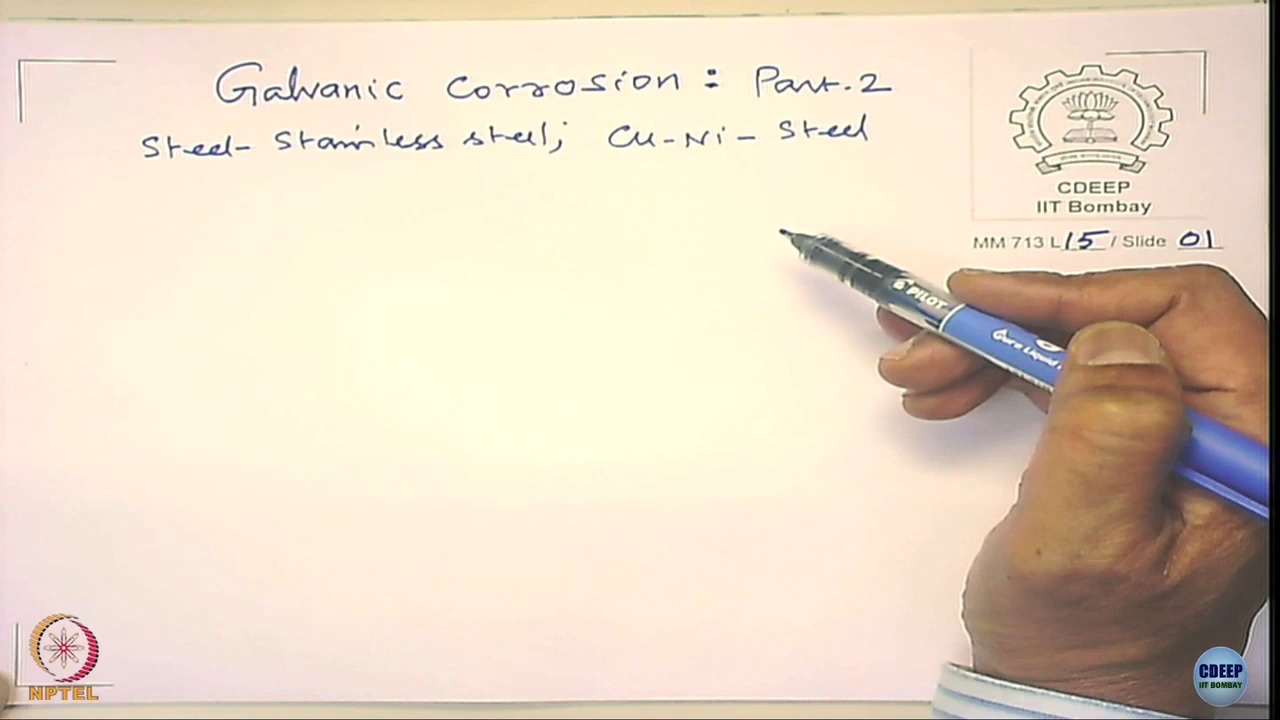 Galvanic corrosion: Part.2
Steel- Stainless steel; Cu-Ni- Steel
CDEEP
IIT Bombay
MM 713 L15 / Slide 01
PILOT
NPTEL
CDEEP
IIT BOMBAY